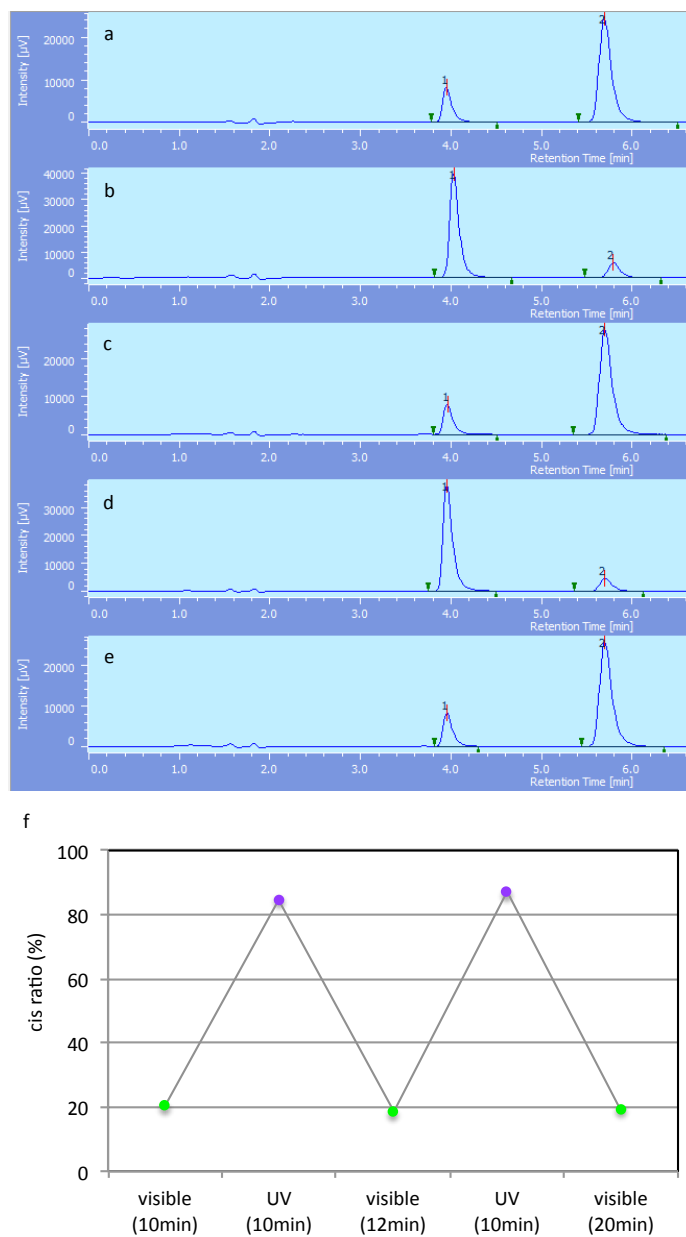 a
Intensity [µV]
20000
10000
0
1
2
0.0 1.0 2.0 3.0 4.0 5.0 6.0
Retention Time [min]
b
Intensity [µV]
40000
30000
20000
10000
0
1
2
0.0 1.0 2.0 3.0 4.0 5.0 6.0
Retention Time [min]
c
Intensity [µV]
20000
10000
0
1
2
0.0 1.0 2.0 3.0 4.0 5.0 6.0
Retention Time [min]
d
Intensity [µV]
30000
20000
10000
0
1
2
0.0 1.0 2.0 3.0 4.0 5.0 6.0
Retention Time [min]
e
Intensity [µV]
20000
10000
0
1
2
0.0 1.0 2.0 3.0 4.0 5.0 6.0
Retention Time [min]
f
cis ratio (%)
100
80
60
40
20
0
visible UV visible UV visible
(10min) (10min) (12min) (10min) (20min)